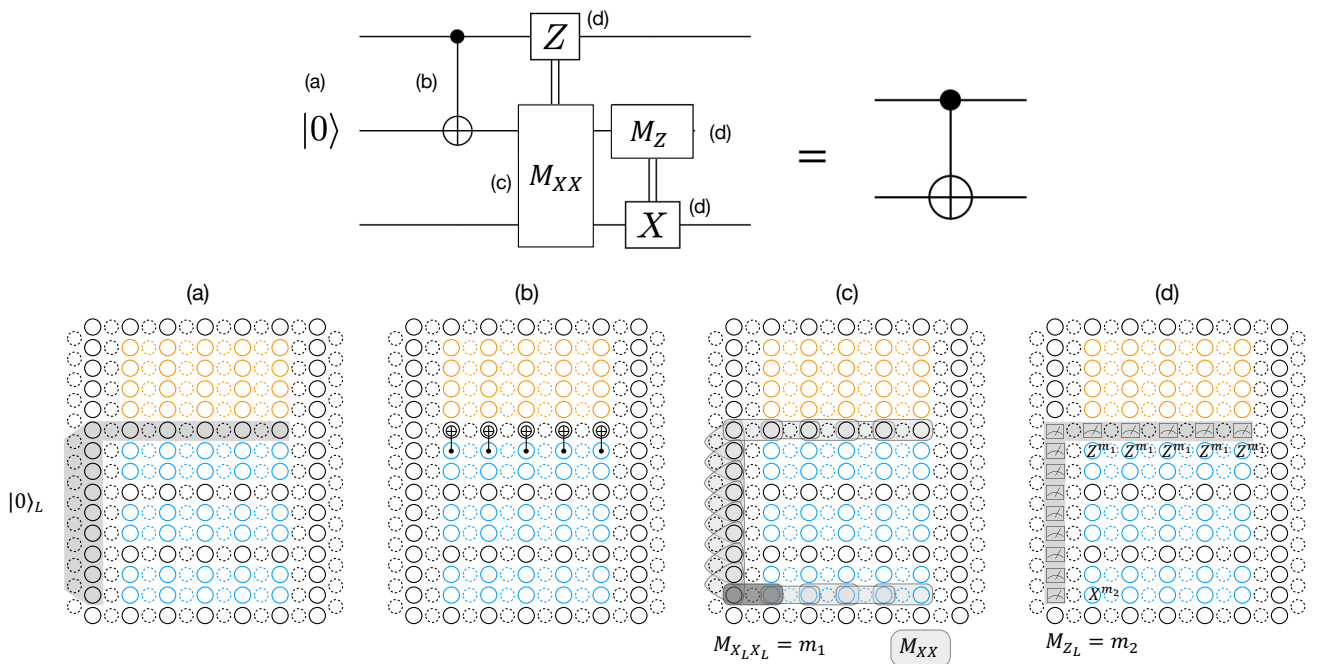 (d)
Z
(a)
(b)
|0⟩
M_Z
(d)
=
(c)
M_{XX}
(d)
X
(a) (b) (c) (d)
Z^{m_1} Z^{m_1} Z^{m_1} Z^{m_1} Z^{m_1}
|0⟩_L
X^{m_2}
M_{X_L X_L} = m_1 M_{XX} M_{Z_L} = m_2